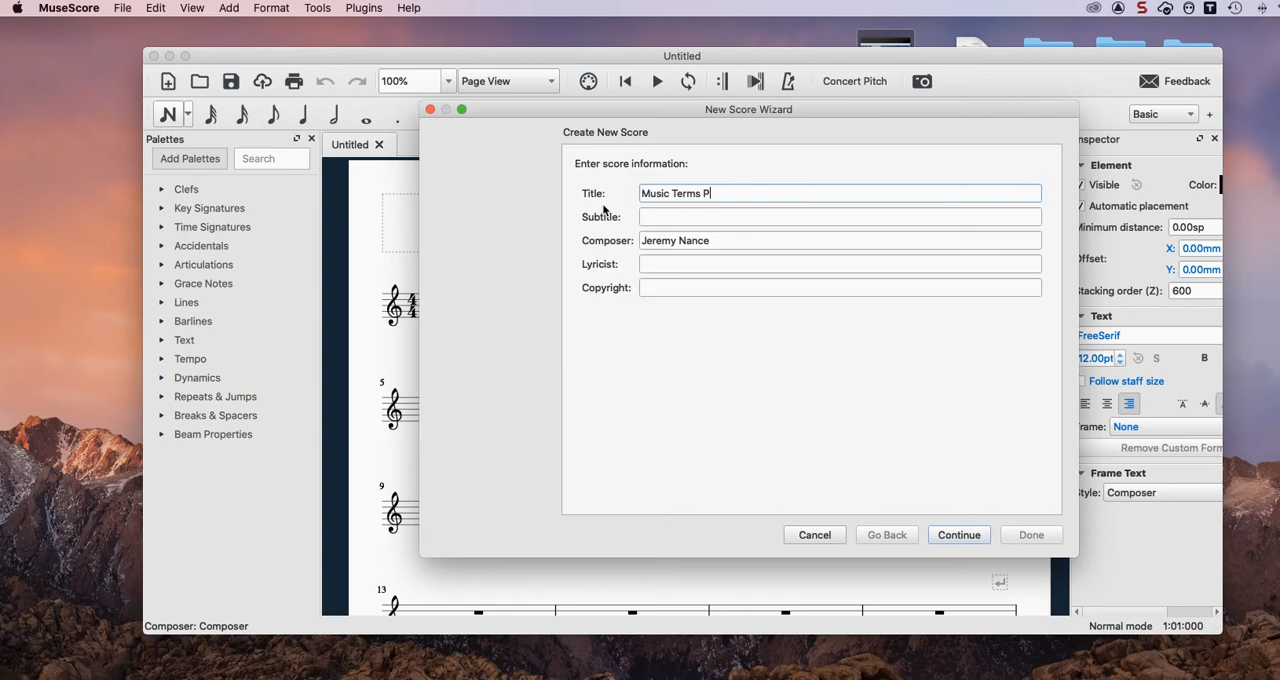 MuseScore File Edit View Add Format Tools Plugins Help
Untitled
100% Page View Concert Pitch Feedback
N Basic +
Palettes
Add Palettes Search
Clefs
Key Signatures
Time Signatures
Accidentals
Articulations
Grace Notes
Lines
Barlines
Text
Tempo
Dynamics
Repeats & Jumps
Breaks & Spacers
Beam Properties
Composer: Composer
Untitled
5
9
13
New Score Wizard
Create New Score
Enter score information:
Title: Music Terms P
Subtitle:
Composer: Jeremy Nance
Lyricist:
Copyright:
Cancel Go Back Continue Done
nspector
Element
Visible Color:
Automatic placement
Minimum distance: 0.00sp
X: 0.00mm
Offset:
Y: 0.00mm
Stacking order (Z): 600
Text
FreeSerif
12.00pt S B
Follow staff size
rame: None
Remove Custom Form
Frame Text
Style: Composer
Normal mode 1:01:000